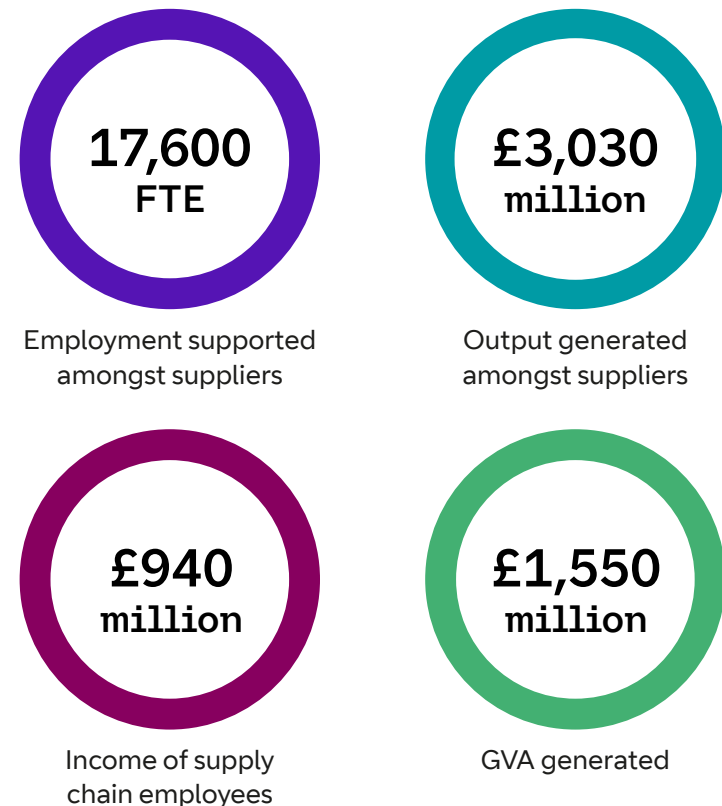 17,600
FTE
Employment supported
amongst suppliers
£3,030
million
Output generated
amongst suppliers
£940
million
Income of supply
chain employees
£1,550
million
GVA generated